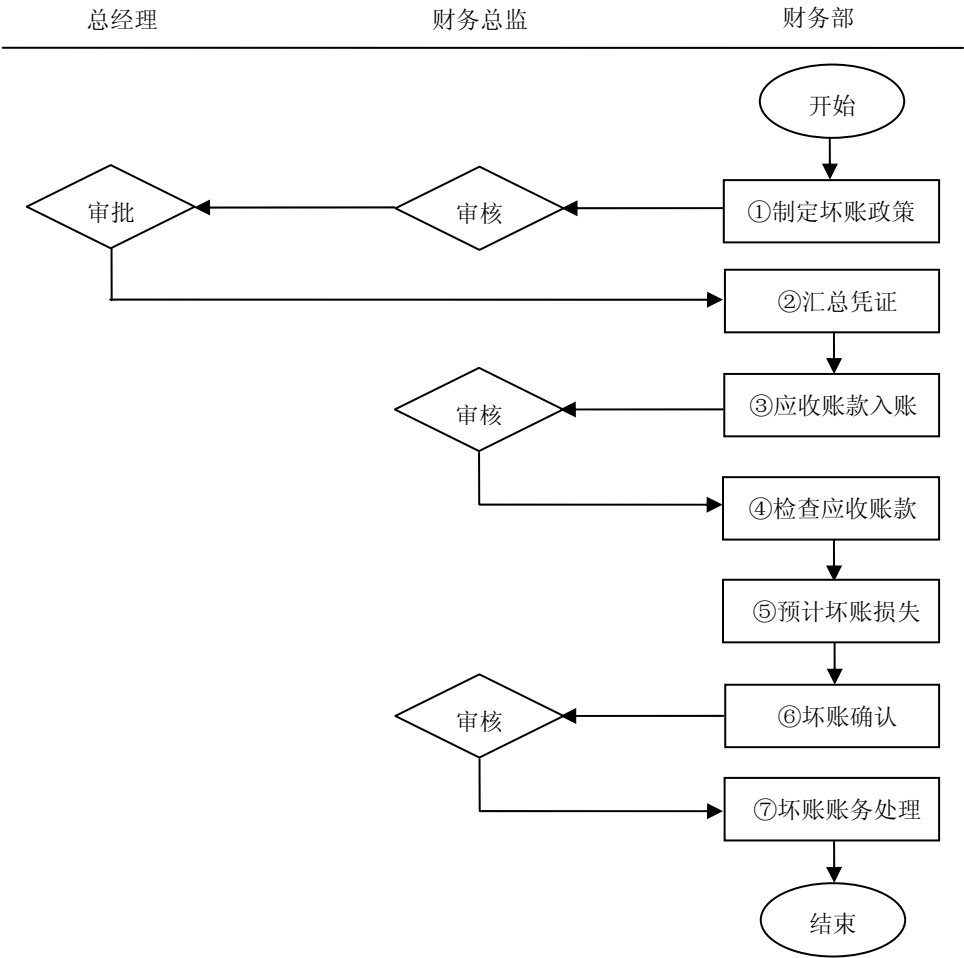 总经理 财务总监 财务部
开始
审批 审核 ①制定坏账政策
②汇总凭证
审核 ③应收账款入账
④检查应收账款
⑤预计坏账损失
审核 ⑥坏账确认
⑦坏账账务处理
结束